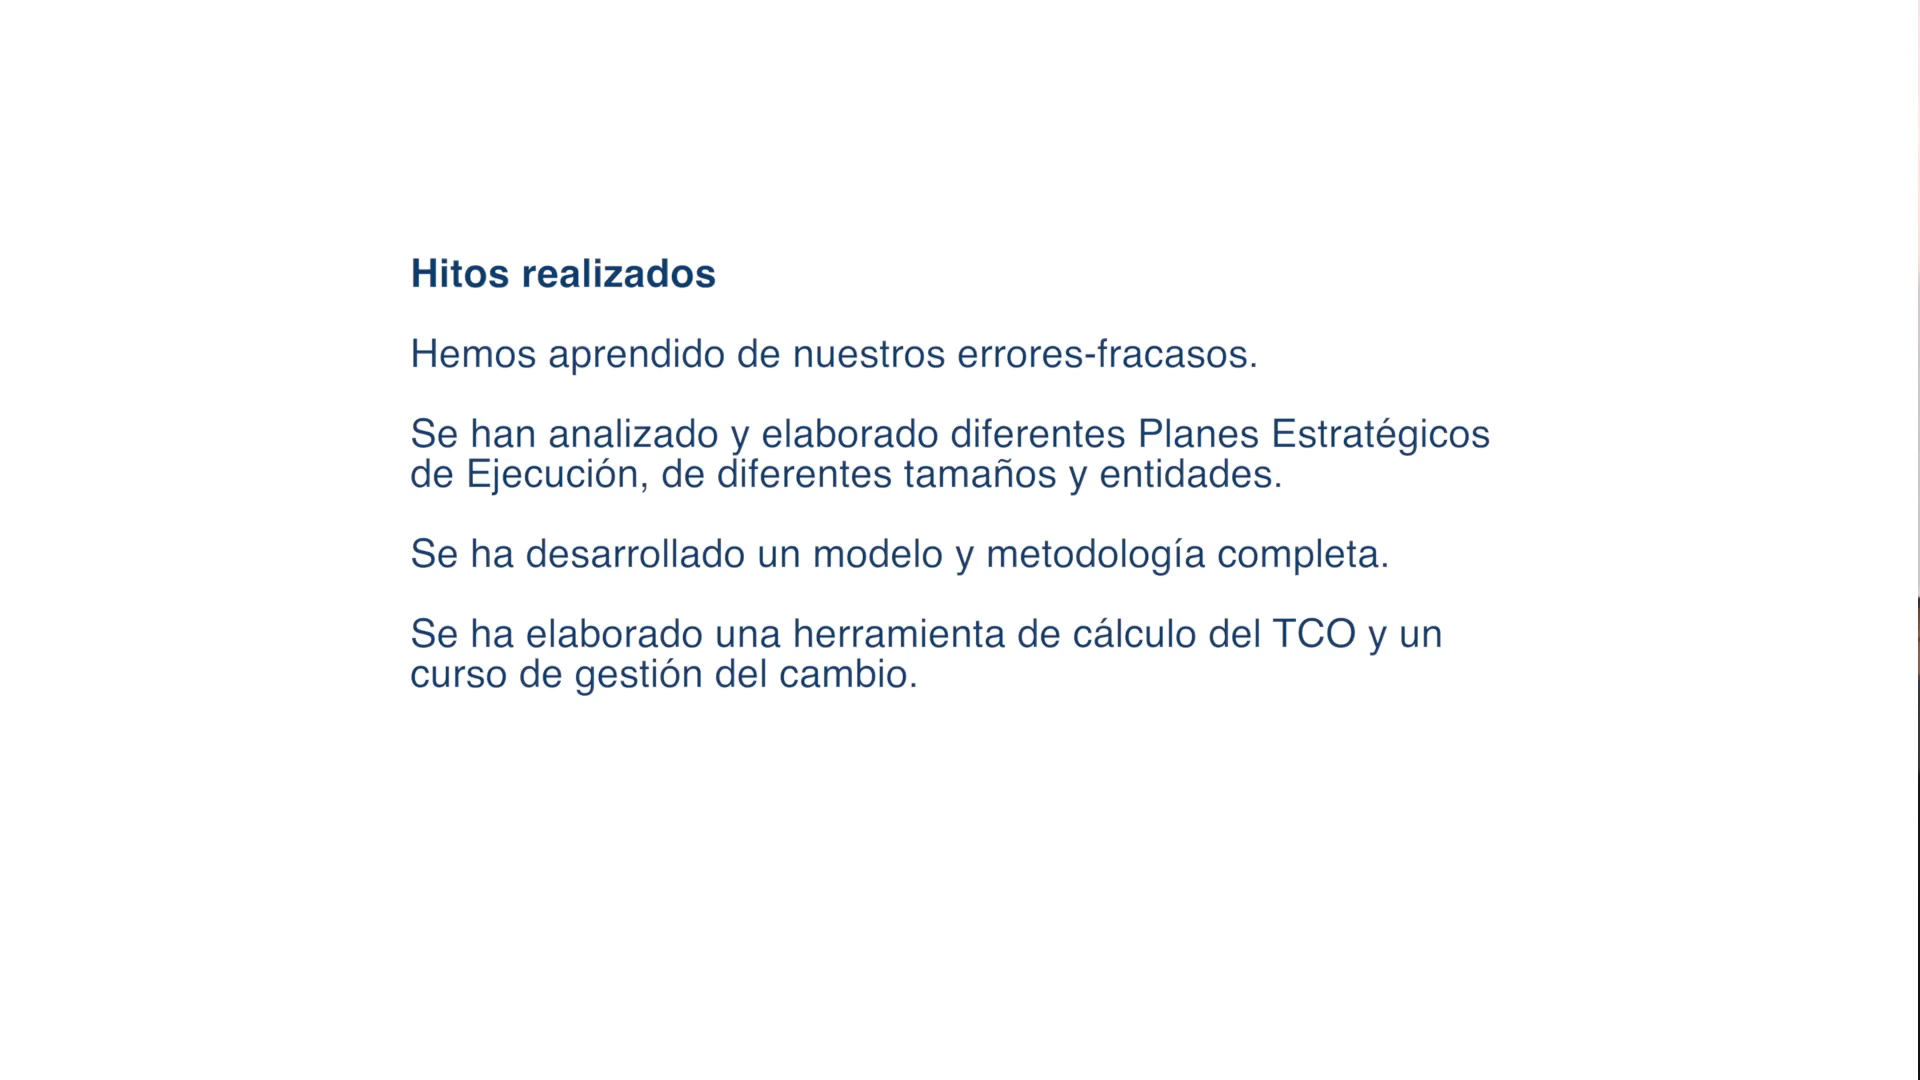 Hitos realizados
Hemos aprendido de nuestros errores-fracasos.
Se han analizado y elaborado diferentes Planes Estratégicos
de Ejecución, de diferentes tamaños y entidades.
Se ha desarrollado un modelo y metodología completa.
Se ha elaborado una herramienta de cálculo del TCO y un
curso de gestión del cambio.